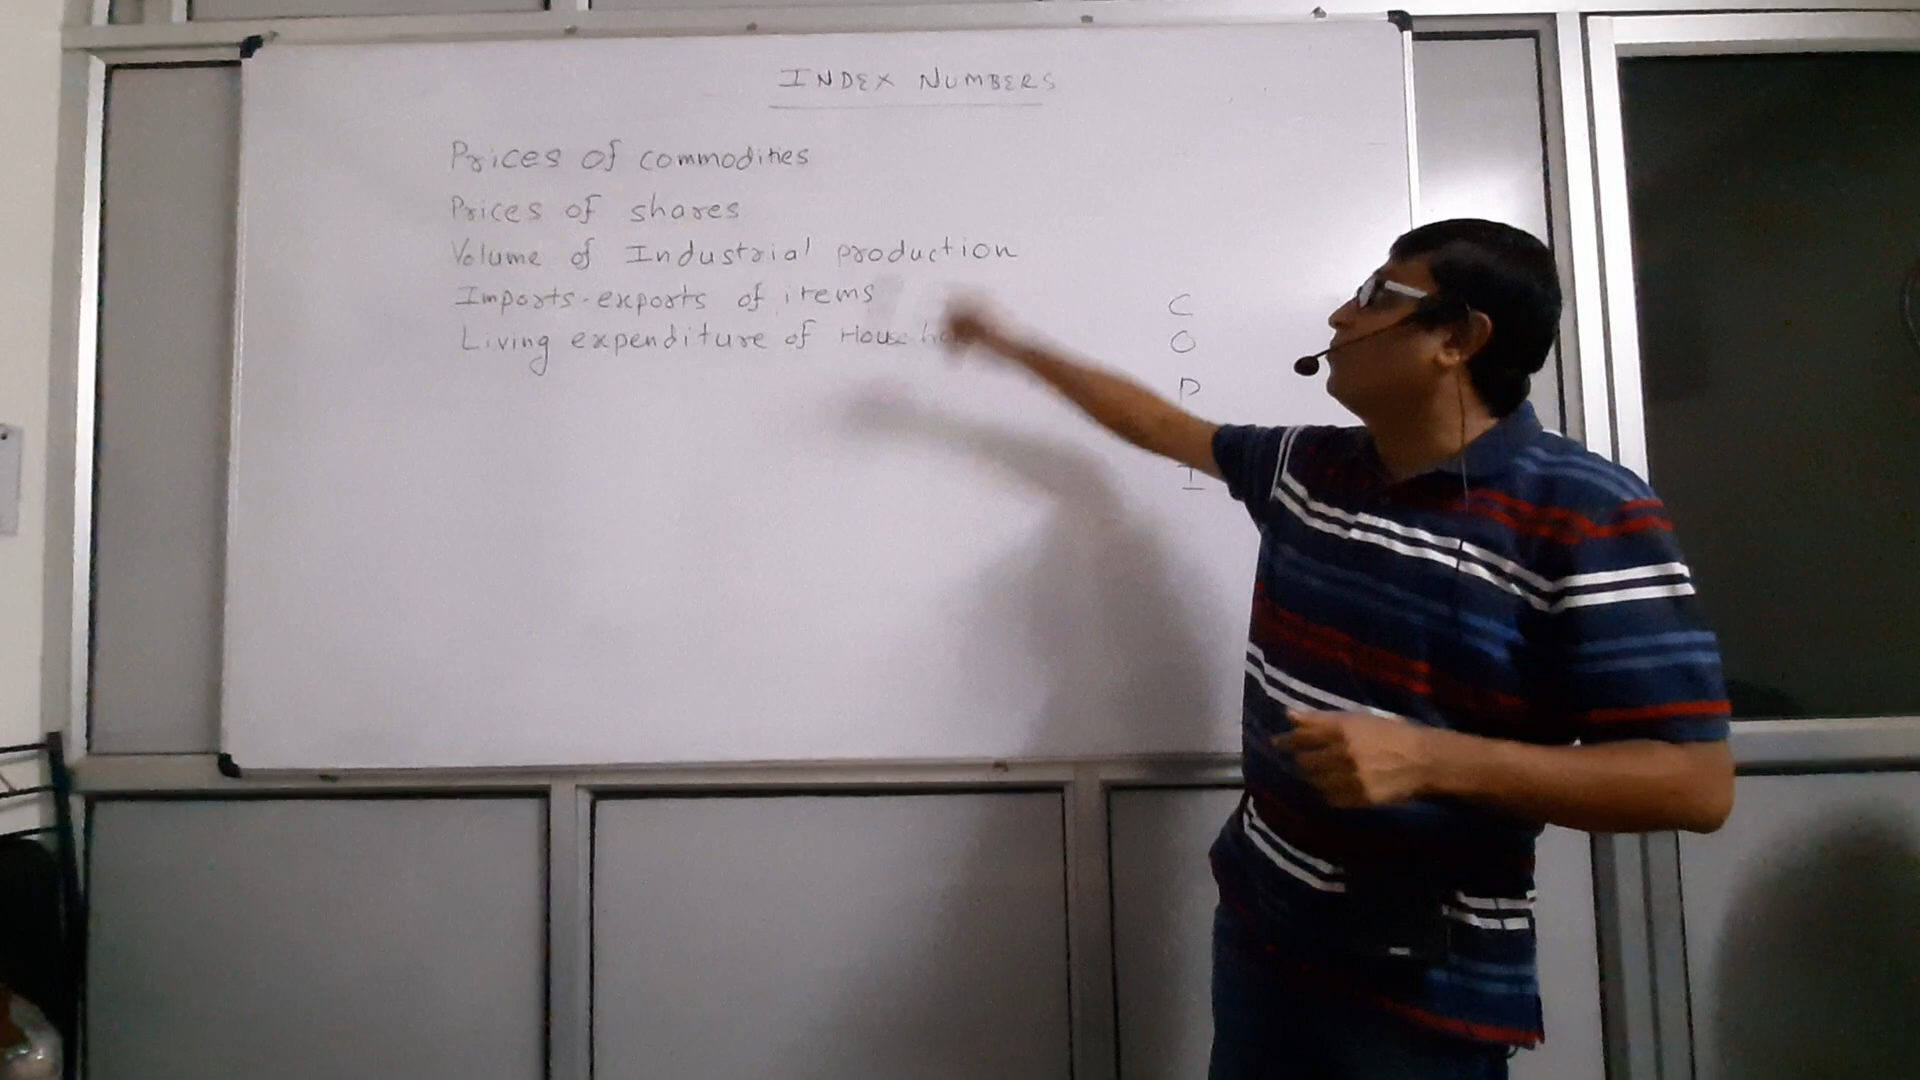 INDEX NUMBERS
Prices of commodities
Prices of shares
Volume of Industrial production
Imports-exports of items
Living expenditure of
C
O
P
I